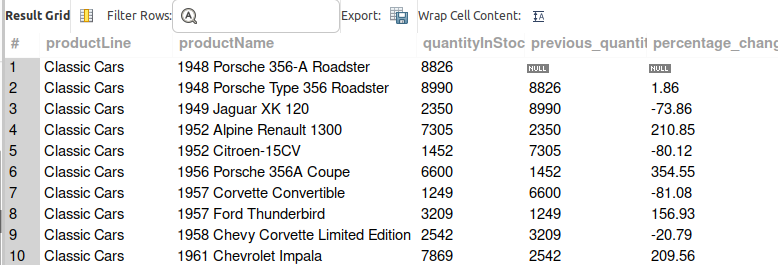 Result Grid Filter Rows: Export: Wrap Cell Content: IA
# productLine productName quantityInStoc previous_quantit percentage_chang
1 Classic Cars 1948 Porsche 356-A Roadster 8826 NULL NULL
2 Classic Cars 1948 Porsche Type 356 Roadster 8990 8826 1.86
3 Classic Cars 1949 Jaguar XK 120 2350 8990 -73.86
4 Classic Cars 1952 Alpine Renault 1300 7305 2350 210.85
5 Classic Cars 1952 Citroen-15CV 1452 7305 -80.12
6 Classic Cars 1956 Porsche 356A Coupe 6600 1452 354.55
7 Classic Cars 1957 Corvette Convertible 1249 6600 -81.08
8 Classic Cars 1957 Ford Thunderbird 3209 1249 156.93
9 Classic Cars 1958 Chevy Corvette Limited Edition 2542 3209 -20.79
10 Classic Cars 1961 Chevrolet Impala 7869 2542 209.56